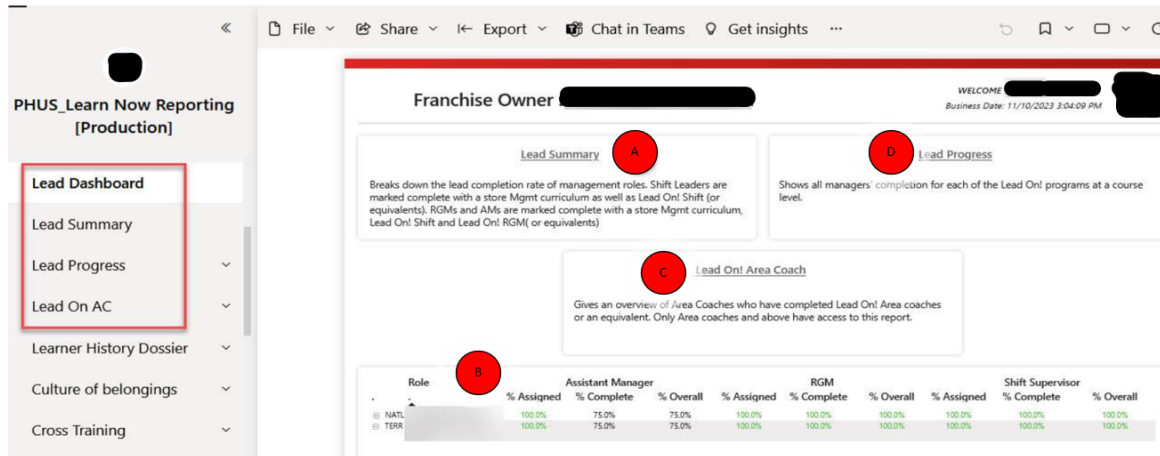 File Share Export Chat in Teams Get insights ...
PHUS_Learn Now Reporting
[Production]
Lead Dashboard
Lead Summary
Lead Progress
Lead On AC
Learner History Dossier
Culture of belongings
Cross Training
Franchise Owner
WELCOME
Business Date: 11/10/2023 3:04:09 PM
Lead Summary A
Breaks down the lead completion rate of management roles. Shift Leaders are
marked complete with a store Mgmt curriculum as well as Lead On! Shift (or
equivalents). RGMs and AMs are marked complete with a store Mgmt curriculum,
Lead On! Shift and Lead On! RGM( or equivalents)
D Lead Progress
Shows all managers' completion for each of the Lead On! programs at a course
level.
C Lead On! Area Coach
Gives an overview of Area Coaches who have completed Lead On! Area coaches
or an equivalent. Only Area coaches and above have access to this report.
Role B Assistant Manager RGM Shift Supervisor
% Assigned % Complete % Overall % Assigned % Complete % Overall % Assigned % Complete % Overall
NATL 100.0% 75.0% 75.0% 100.0% 100.0% 100.0% 100.0% 100.0% 100.0%
TERR 100.0% 75.0% 75.0% 100.0% 100.0% 100.0% 100.0% 100.0% 100.0%